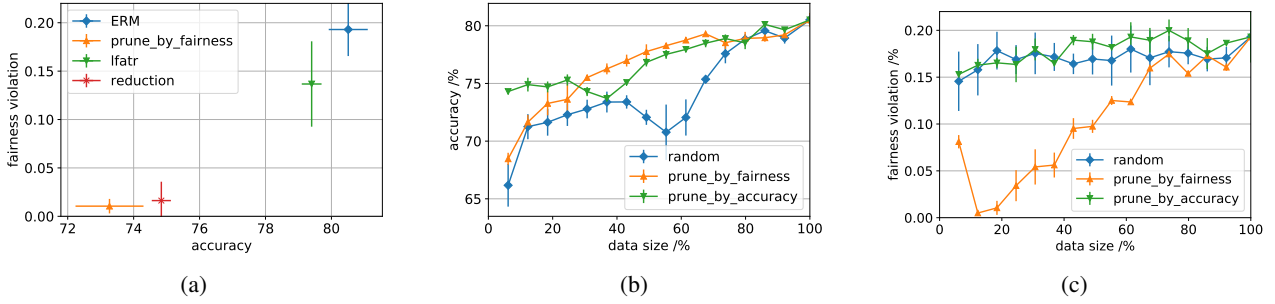 0.20
0.15
0.10
0.05
0.00
fairness violation
72 74 76 78 80
accuracy
ERM
prune_by_fairness
lfatr
reduction
(a)
80
75
70
65
accuracy /%
0 20 40 60 80 100
data size /%
random
prune_by_fairness
prune_by_accuracy
(b)
0.20
0.15
0.10
0.05
0.00
fairness violation /%
0 20 40 60 80 100
data size /%
random
prune_by_fairness
prune_by_accuracy
(c)